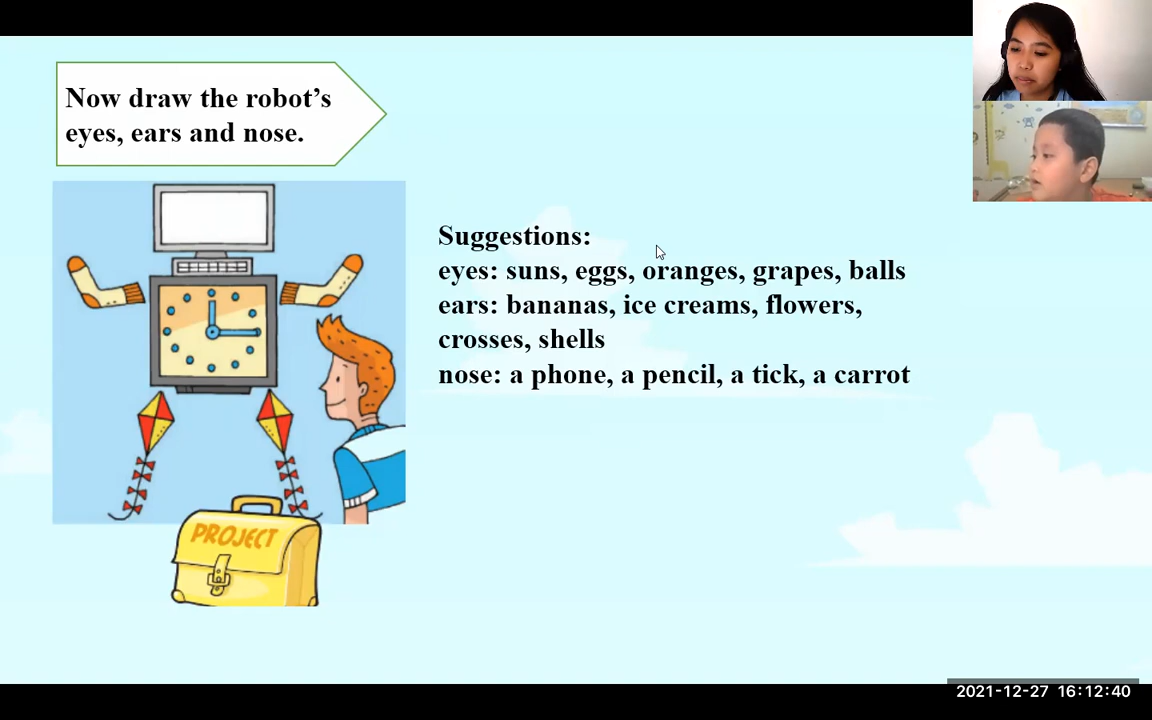 Now draw the robot’s
eyes, ears and nose.
Suggestions:
eyes: suns, eggs, oranges, grapes, balls
ears: bananas, ice creams, flowers,
crosses, shells
nose: a phone, a pencil, a tick, a carrot
PROJECT
2021-12-27 16:12:40